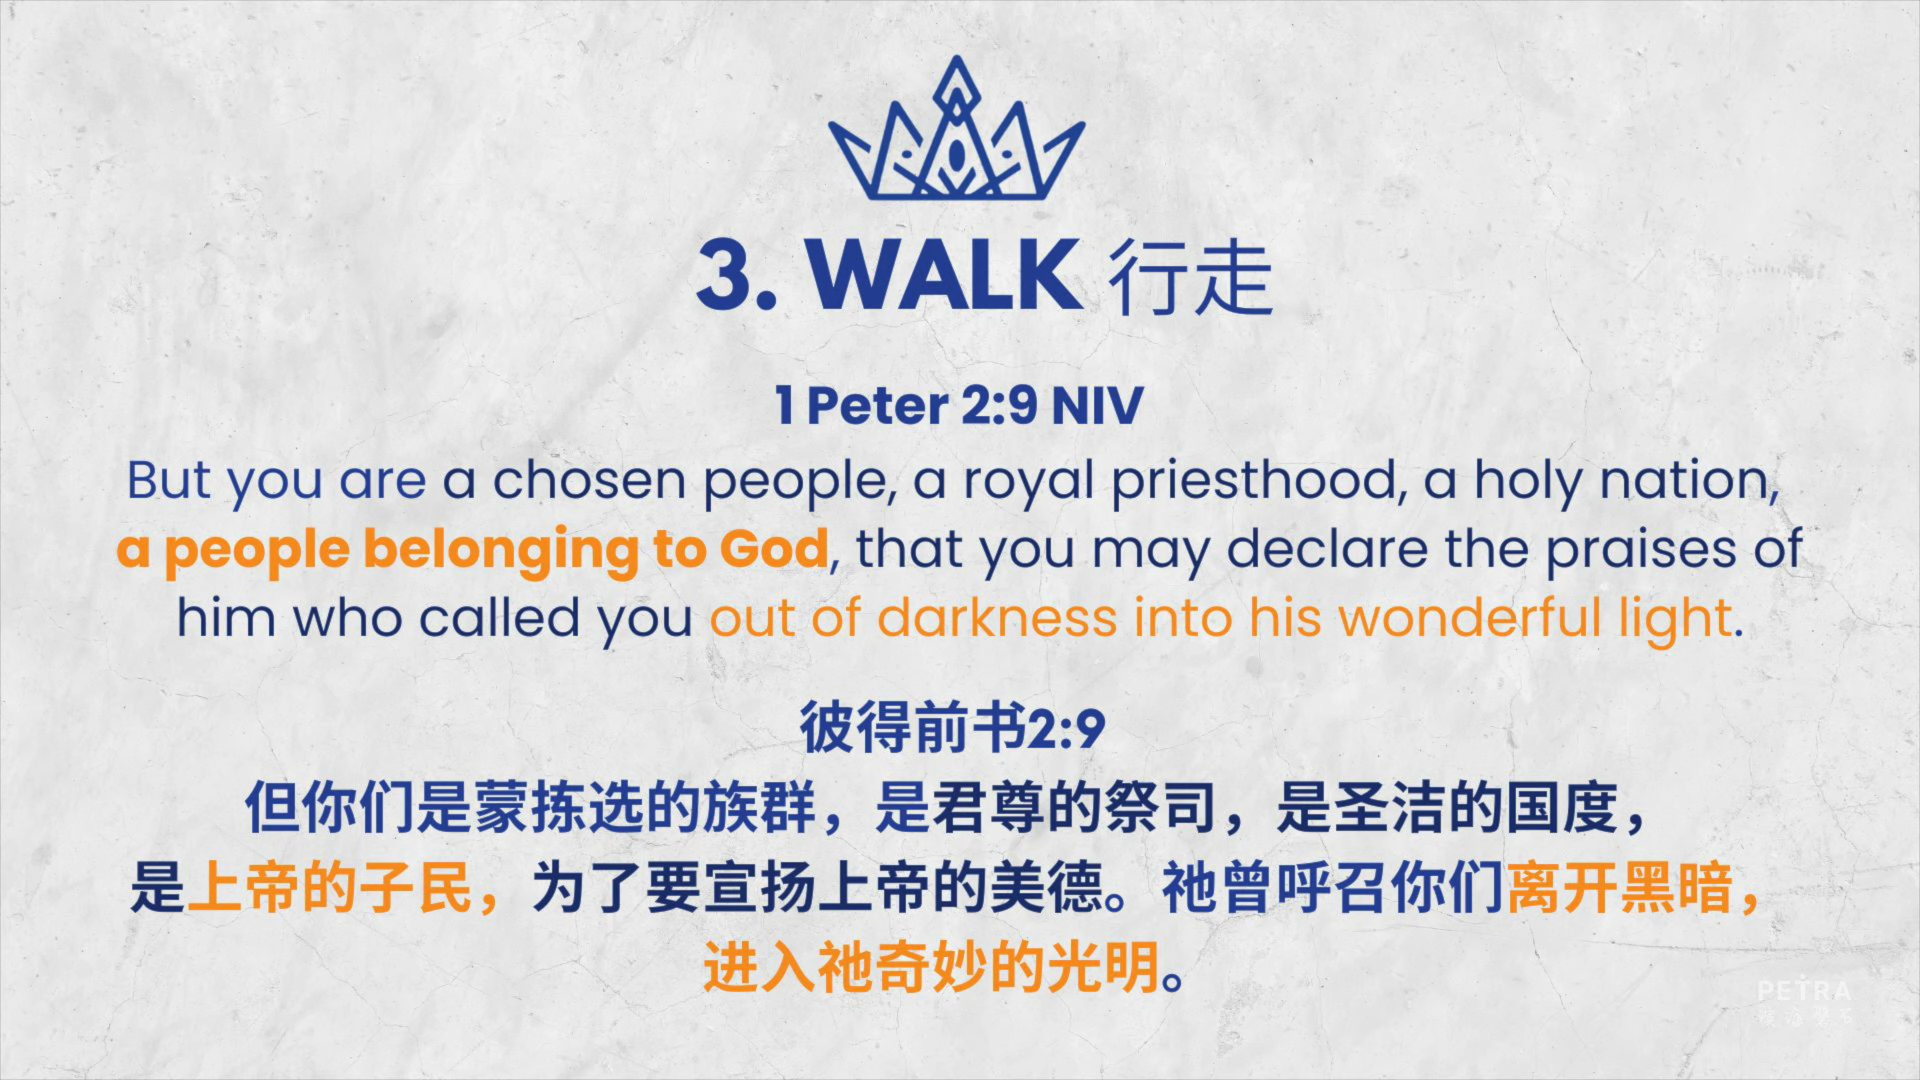 3. WALK 行走
1 Peter 2:9 NIV
But you are a chosen people, a royal priesthood, a holy nation,
a people belonging to God, that you may declare the praises of
him who called you out of darkness into his wonderful light.
彼得前书2:9
但你们是蒙拣选的族群，是君尊的祭司，是圣洁的国度，
是上帝的子民，为了要宣扬上帝的美德。祂曾呼召你们离开黑暗，
进入祂奇妙的光明。
PETRA